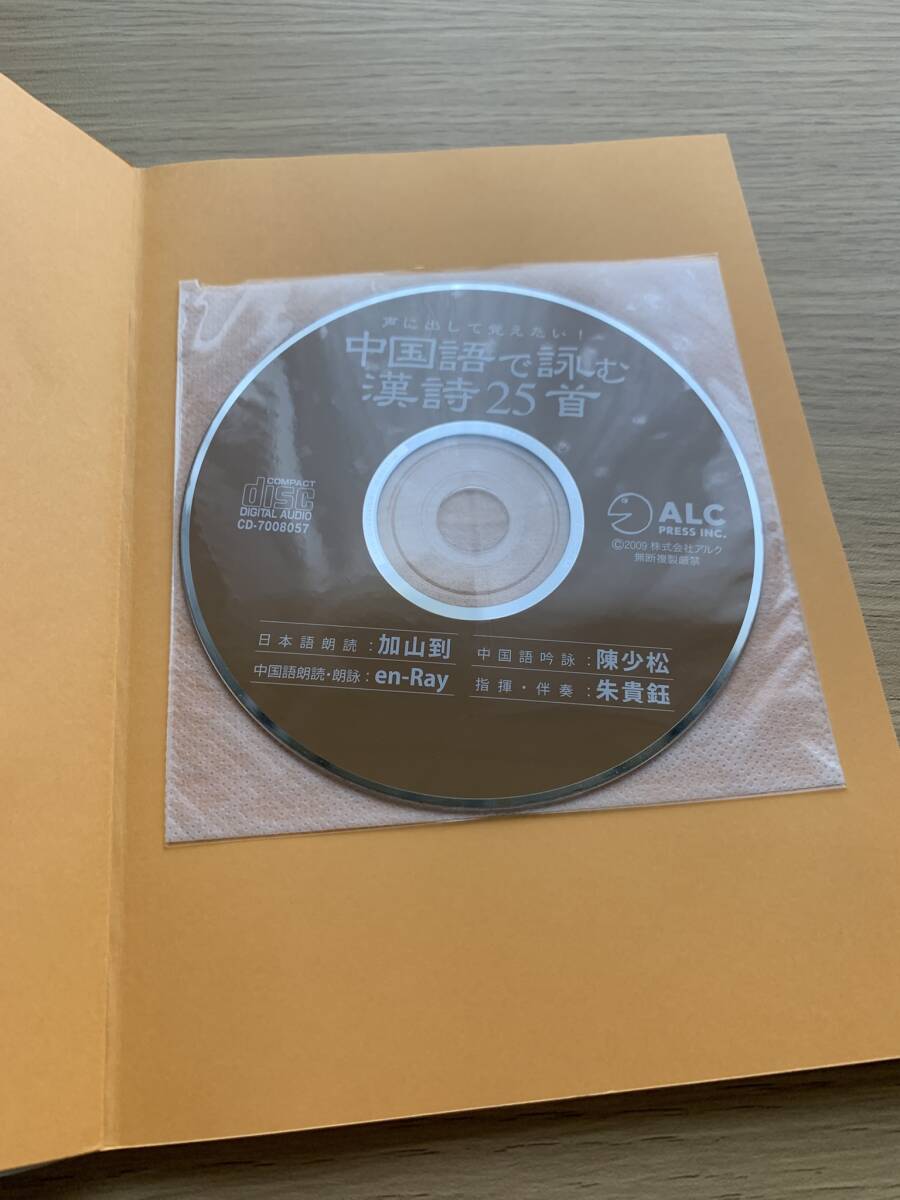 声に出して覚えたい!
中国語で詠む
漢詩25首
COMPACT
disc
DIGITAL AUDIO
CD-7008057
ALC
PRESS INC.
©2009 株式会社アルク
無断複製厳禁
日本語朗読：加山到
中国語朗読・朗詠：en-Ray
中国語吟詠：陳少松
指揮・伴奏：朱貴鈺